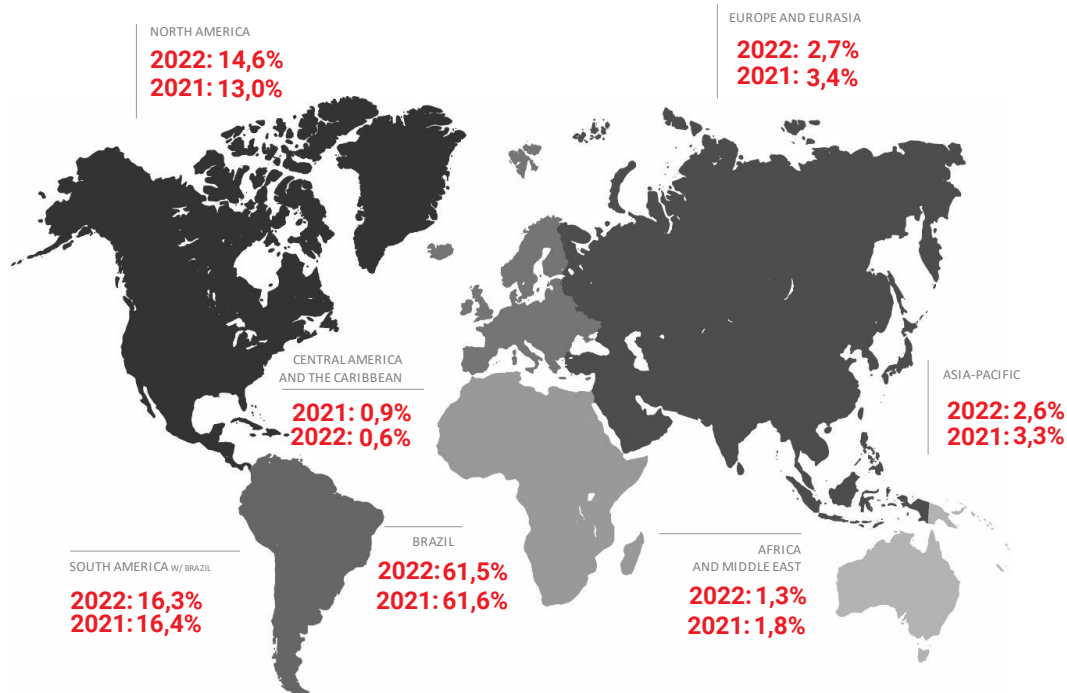 NORTH AMERICA
2022: 14,6%
2021: 13,0%
EUROPE AND EURASIA
2022: 2,7%
2021: 3,4%
CENTRAL AMERICA
AND THE CARIBBEAN
2021: 0,9%
2022: 0,6%
ASIA-PACIFIC
2022: 2,6%
2021: 3,3%
SOUTH AMERICA W/ BRAZIL
2022: 16,3%
2021: 16,4%
BRAZIL
2022: 61,5%
2021: 61,6%
AFRICA
AND MIDDLE EAST
2022: 1,3%
2021: 1,8%